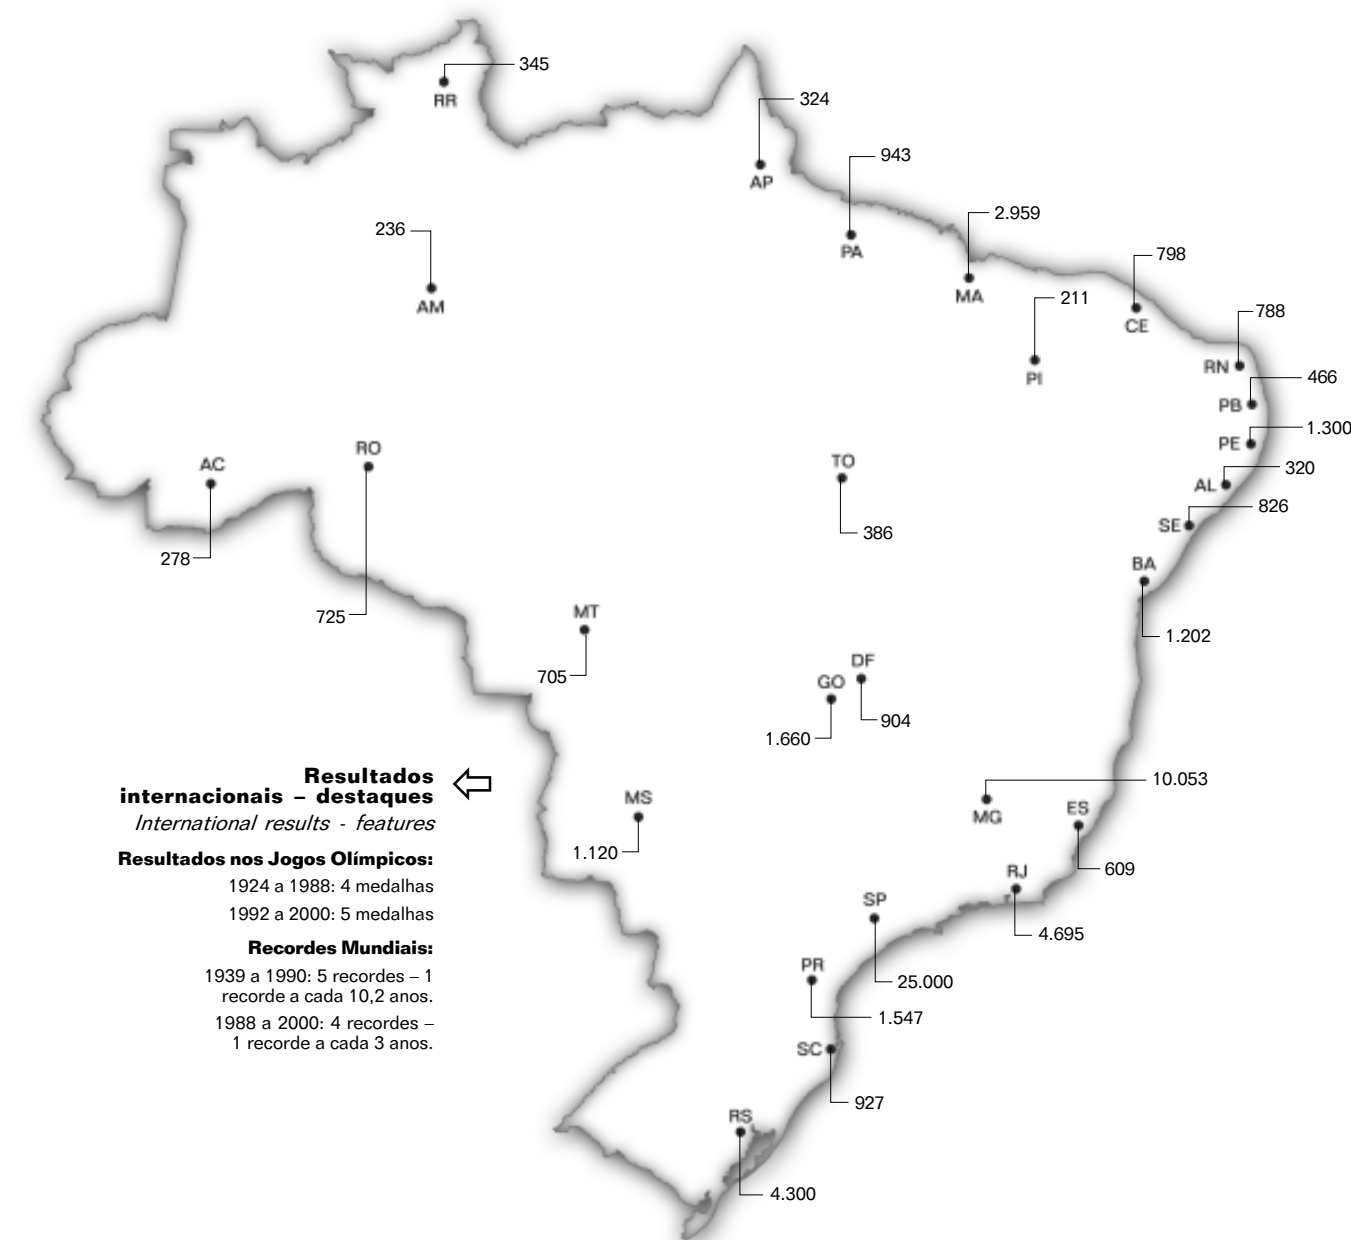 345
RR
324
AP
943
PA
2.959
MA
236
AM
798
CE
211
PI
788
RN
466
PB
1.300
PE
320
AL
826
SE
RO
AC
278
725
TO
386
BA
1.202
MT
705
DF
GO
904
1.660
10.053
MG
ES
609
MS
1.120
RJ
4.695
SP
25.000
PR
1.547
SC
927
RS
4.300
Resultados
internacionais – destaques
International results - features
Resultados nos Jogos Olímpicos:
1924 a 1988: 4 medalhas
1992 a 2000: 5 medalhas
Recordes Mundiais:
1939 a 1990: 5 recordes – 1
recorde a cada 10,2 anos.
1988 a 2000: 4 recordes –
1 recorde a cada 3 anos.